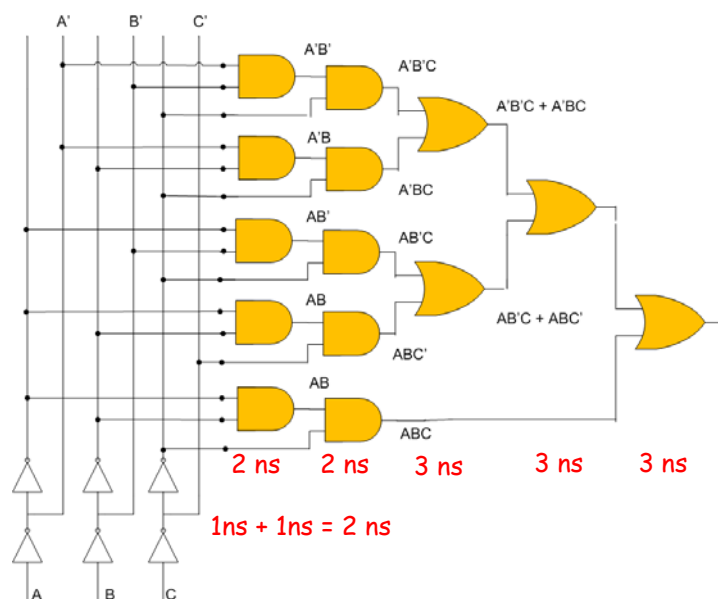 A' B' C'
A'B'
A'B'C
A'B'C + A'BC
A'B
A'BC
AB'
AB'C
AB
AB'C + ABC'
ABC'
AB
ABC
2 ns 2 ns 3 ns 3 ns 3 ns
1ns + 1ns = 2 ns
A B C